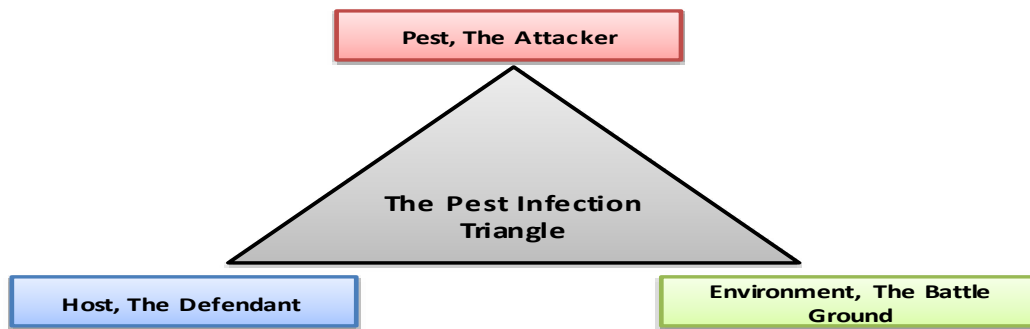 Pest, The Attacker
The Pest Infection
Triangle
Host, The Defendant
Environment, The Battle
Ground